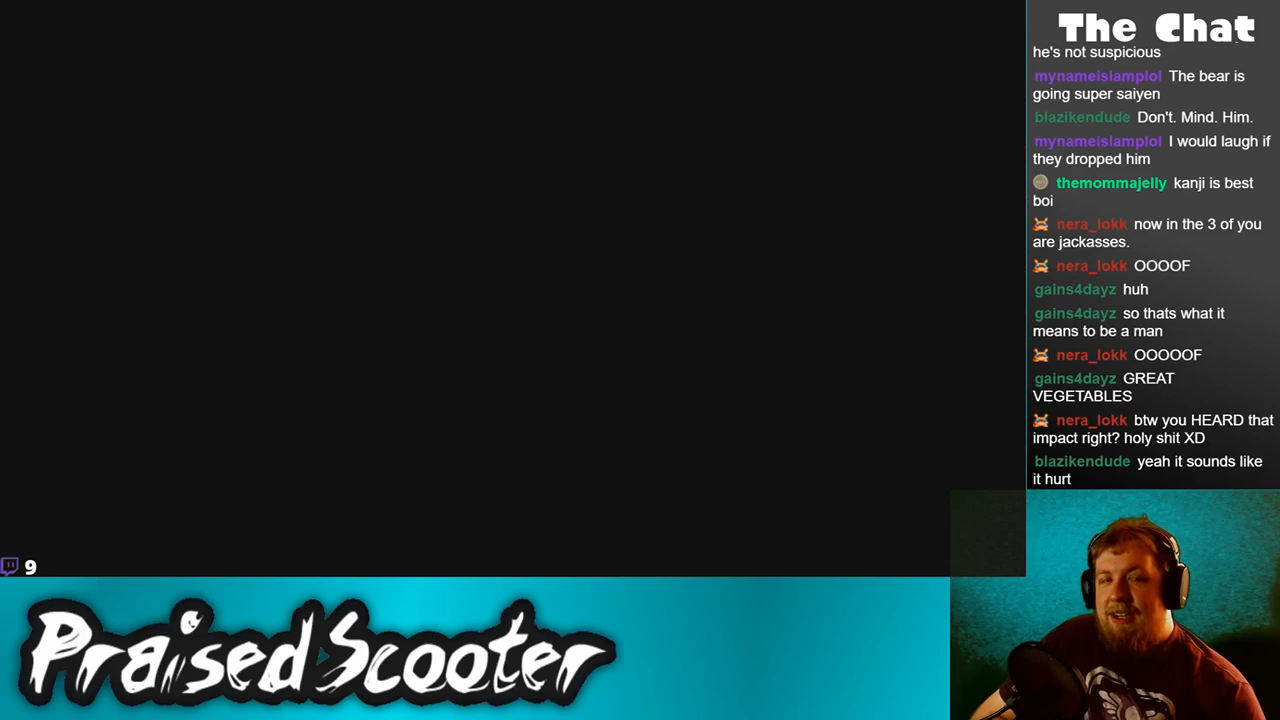 The Chat
he's not suspicious
mynameislamplol The bear is
going super saiyen
blazikendude Don't. Mind. Him.
mynameislamplol I would laugh if
they dropped him
themommajelly kanji is best
boi
nera_lokk now in the 3 of you
are jackasses.
nera_lokk OOOOF
gains4dayz huh
gains4dayz so thats what it
means to be a man
nera_lokk OOOOOF
gains4dayz GREAT
VEGETABLES
nera_lokk btw you HEARD that
impact right? holy shit XD
blazikendude yeah it sounds like
it hurt
9
PraisedScooter